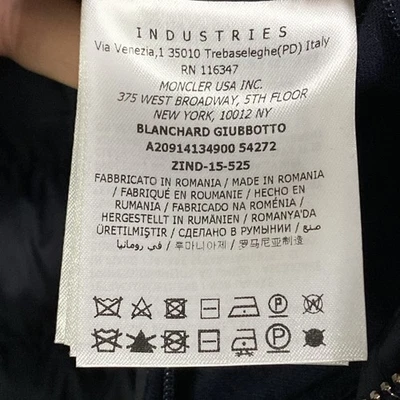 INDUSTRIES
Via Venezia,1 35010 Trebaseleghe(PD) Italy
RN 116347
MONCLER USA INC.
375 WEST BROADWAY, 5TH FLOOR
NEW YORK, 10012 NY
BLANCHARD GIUBBOTTO
A20914134900 54272
ZIND-15-525
FABBRICATO IN ROMANIA / MADE IN ROMANIA
/ FABRIQUÉ EN ROUMANIE / HECHO EN
RUMANIA / FABRICADO NA ROMÉNIA /
HERGESTELLT IN RUMÄNIEN / ROMANYA'DA
ÜRETILMIŞTIR / СДЕЛАНО В РУМЫНИИ / صنع
في رومانيا / 루마니아제 / 罗马尼亚制造
P W
P W